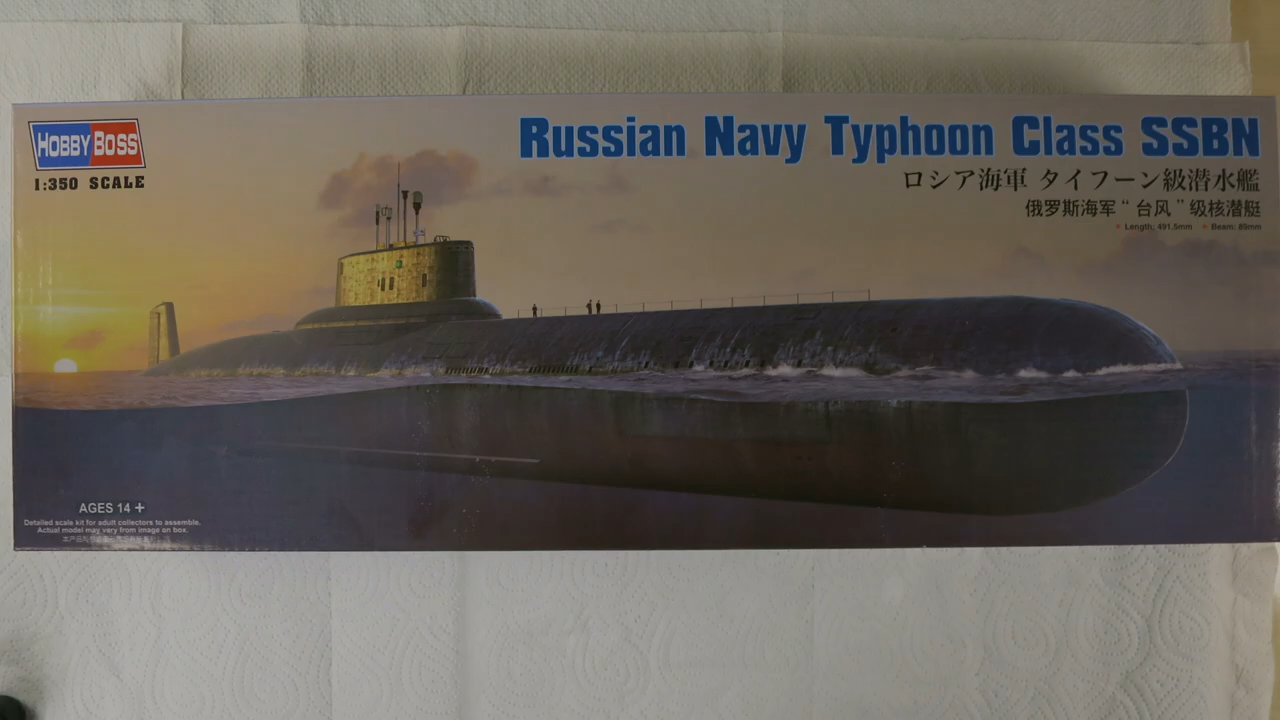 HOBBY BOSS
1:350 SCALE
Russian Navy Typhoon Class SSBN
ロシア海軍 タイフーン級潜水艦
俄罗斯海军“台风”级核潜艇
Length: 491.5mm Beam: 89mm
AGES 14+
Detailed scale kit for adult collectors to assemble.
Actual model may vary from image on box.